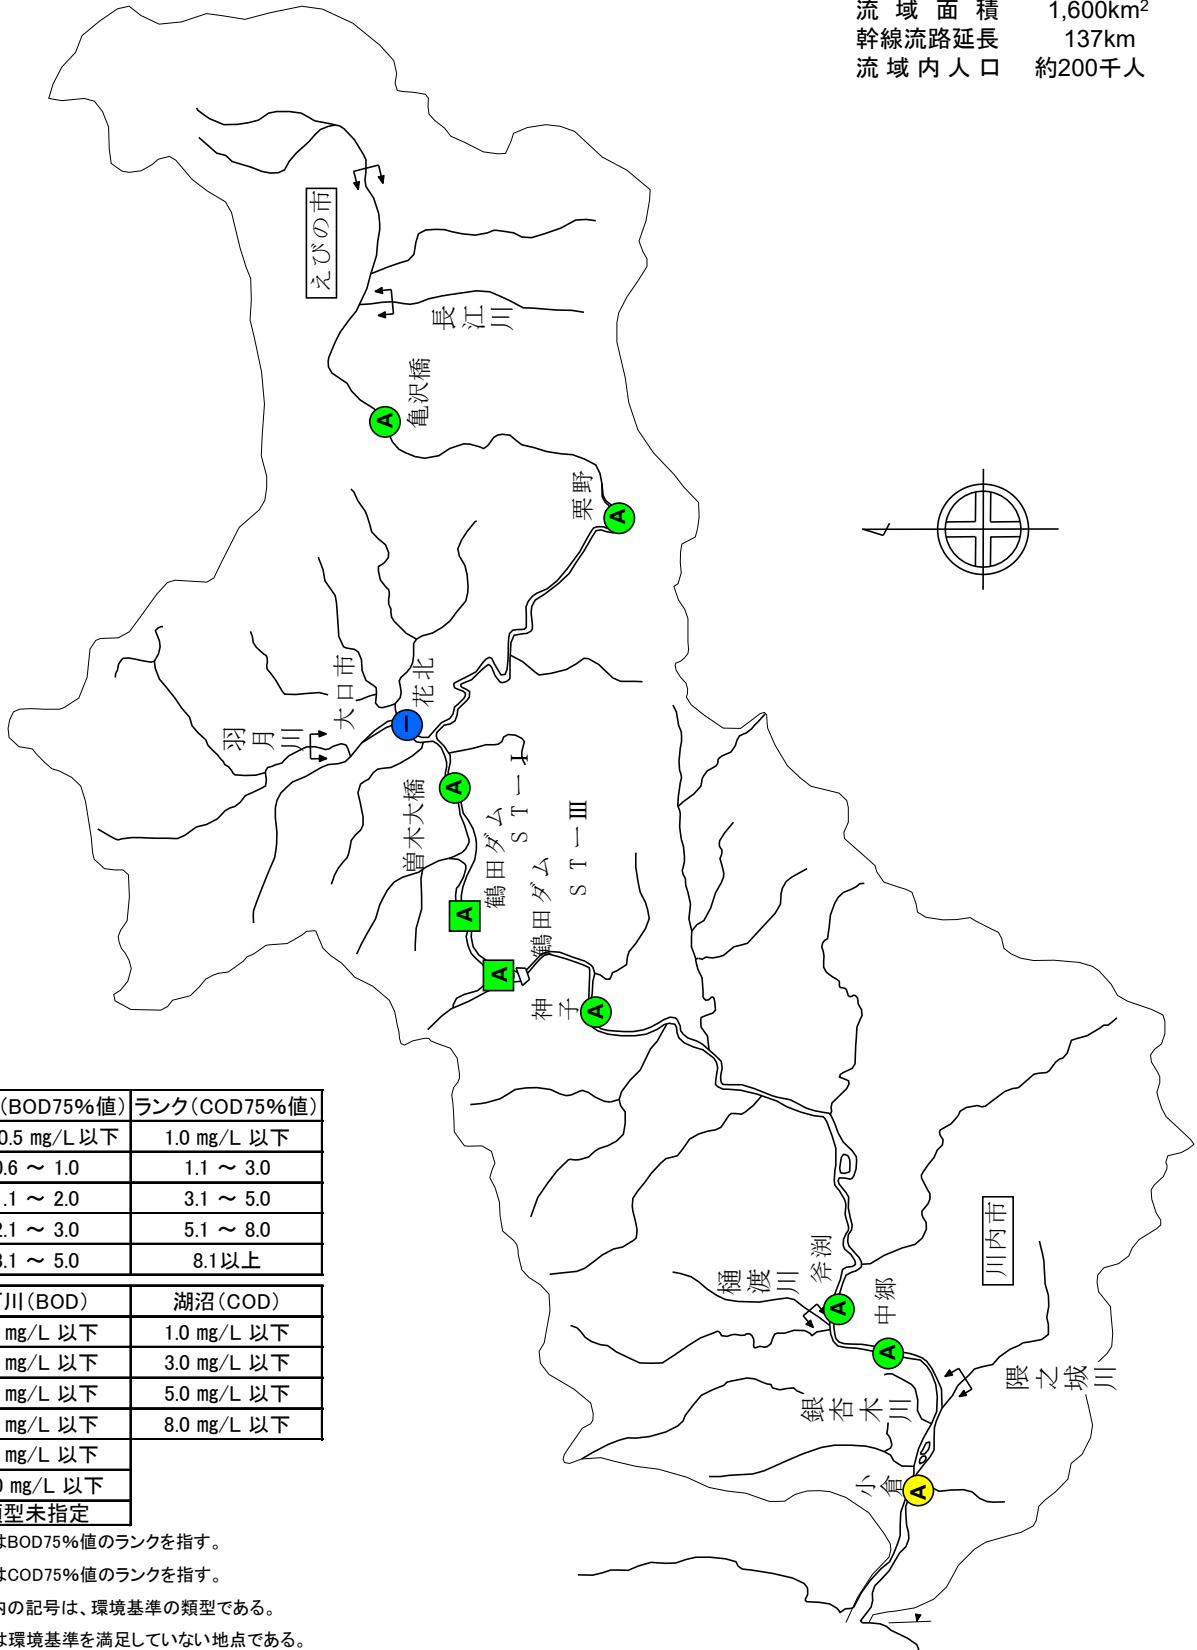 流域面積 1,600km²
幹線流路延長 137km
流域内人口 約200千人
えびの市
長江川
A
亀沢橋
栗野
A
大口市
羽月川
花北
ー
曽木大橋
A
鶴田ダム
ST-Ⅰ
A
鶴田ダム
ST-Ⅲ
A
神子
A
樋渡川
斧渕
A
中郷
A
川内市
隈之城川
銀杏木川
小倉
A
(BOD75%値) ランク(COD75%値)
0.5 mg/L以下 1.0 mg/L 以下
0.6 ～ 1.0 1.1 ～ 3.0
.1 ～ 2.0 3.1 ～ 5.0
2.1 ～ 3.0 5.1 ～ 8.0
3.1 ～ 5.0 8.1以上
川(BOD) 湖沼(COD)
mg/L 以下 1.0 mg/L 以下
mg/L 以下 3.0 mg/L 以下
mg/L 以下 5.0 mg/L 以下
mg/L 以下 8.0 mg/L 以下
mg/L 以下
0 mg/L 以下
型未指定
はBOD75%値のランクを指す。
はCOD75%値のランクを指す。
内の記号は、環境基準の類型である。
は環境基準を満足していない地点である。